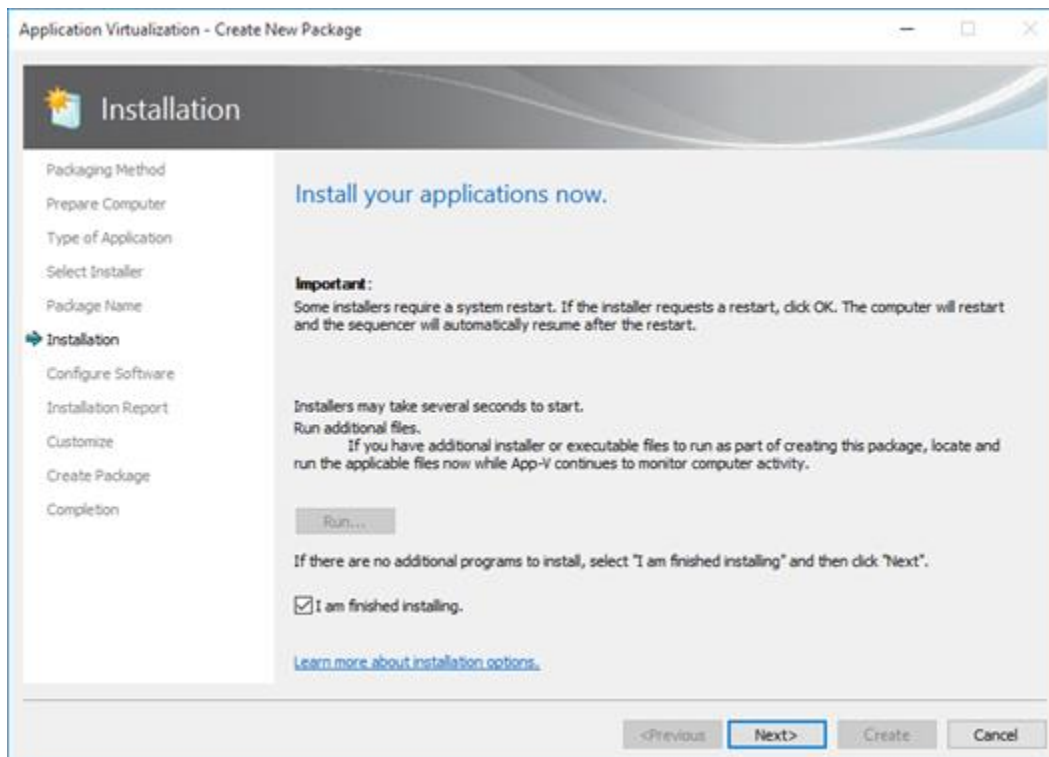 Application Virtualization - Create New Package
Installation
Packaging Method
Prepare Computer
Type of Application
Select Installer
Package Name
Installation
Configure Software
Installation Report
Customize
Create Package
Completion
Install your applications now.
Important:
Some installers require a system restart. If the installer requests a restart, click OK. The computer will restart
and the sequencer will automatically resume after the restart.
Installers may take several seconds to start.
Run additional files.
If you have additional installer or executable files to run as part of creating this package, locate and
run the applicable files now while App-V continues to monitor computer activity.
Run...
If there are no additional programs to install, select "I am finished installing" and then click "Next".
I am finished installing.
Learn more about installation options.
<Previous
Next>
Create
Cancel